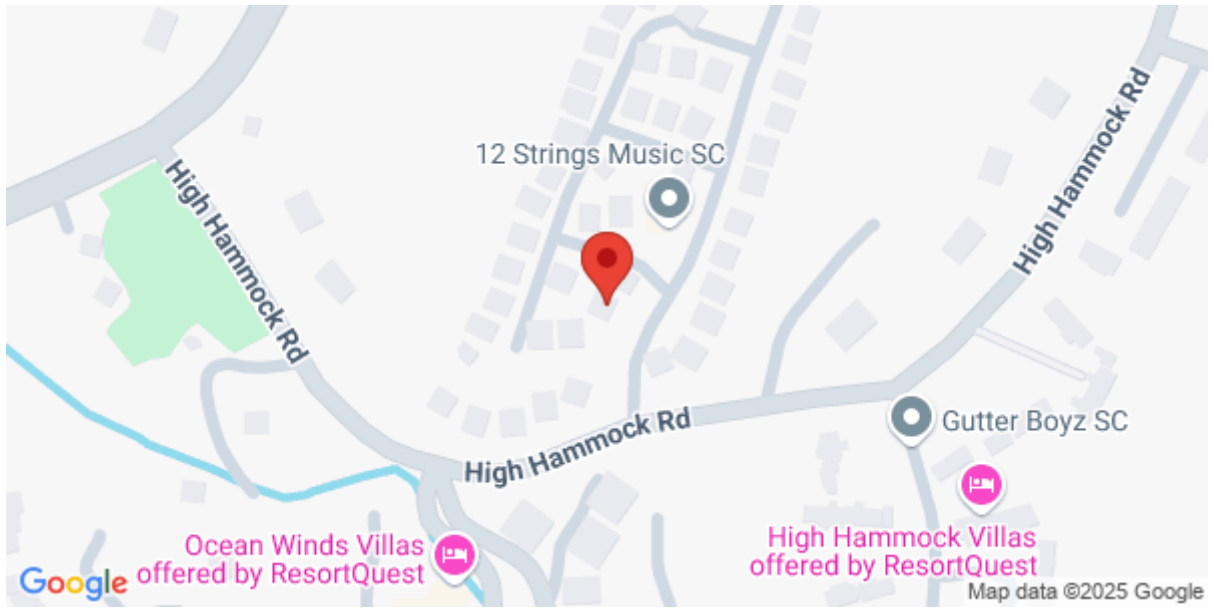 12 Strings Music SC
High Hammock Rd
High Hammock Rd
High Hammock Rd
Gutter Boyz SC
Ocean Winds Villas
offered by ResortQuest
High Hammock Villas
offered by ResortQuest
Google
Map data ©2025 Google